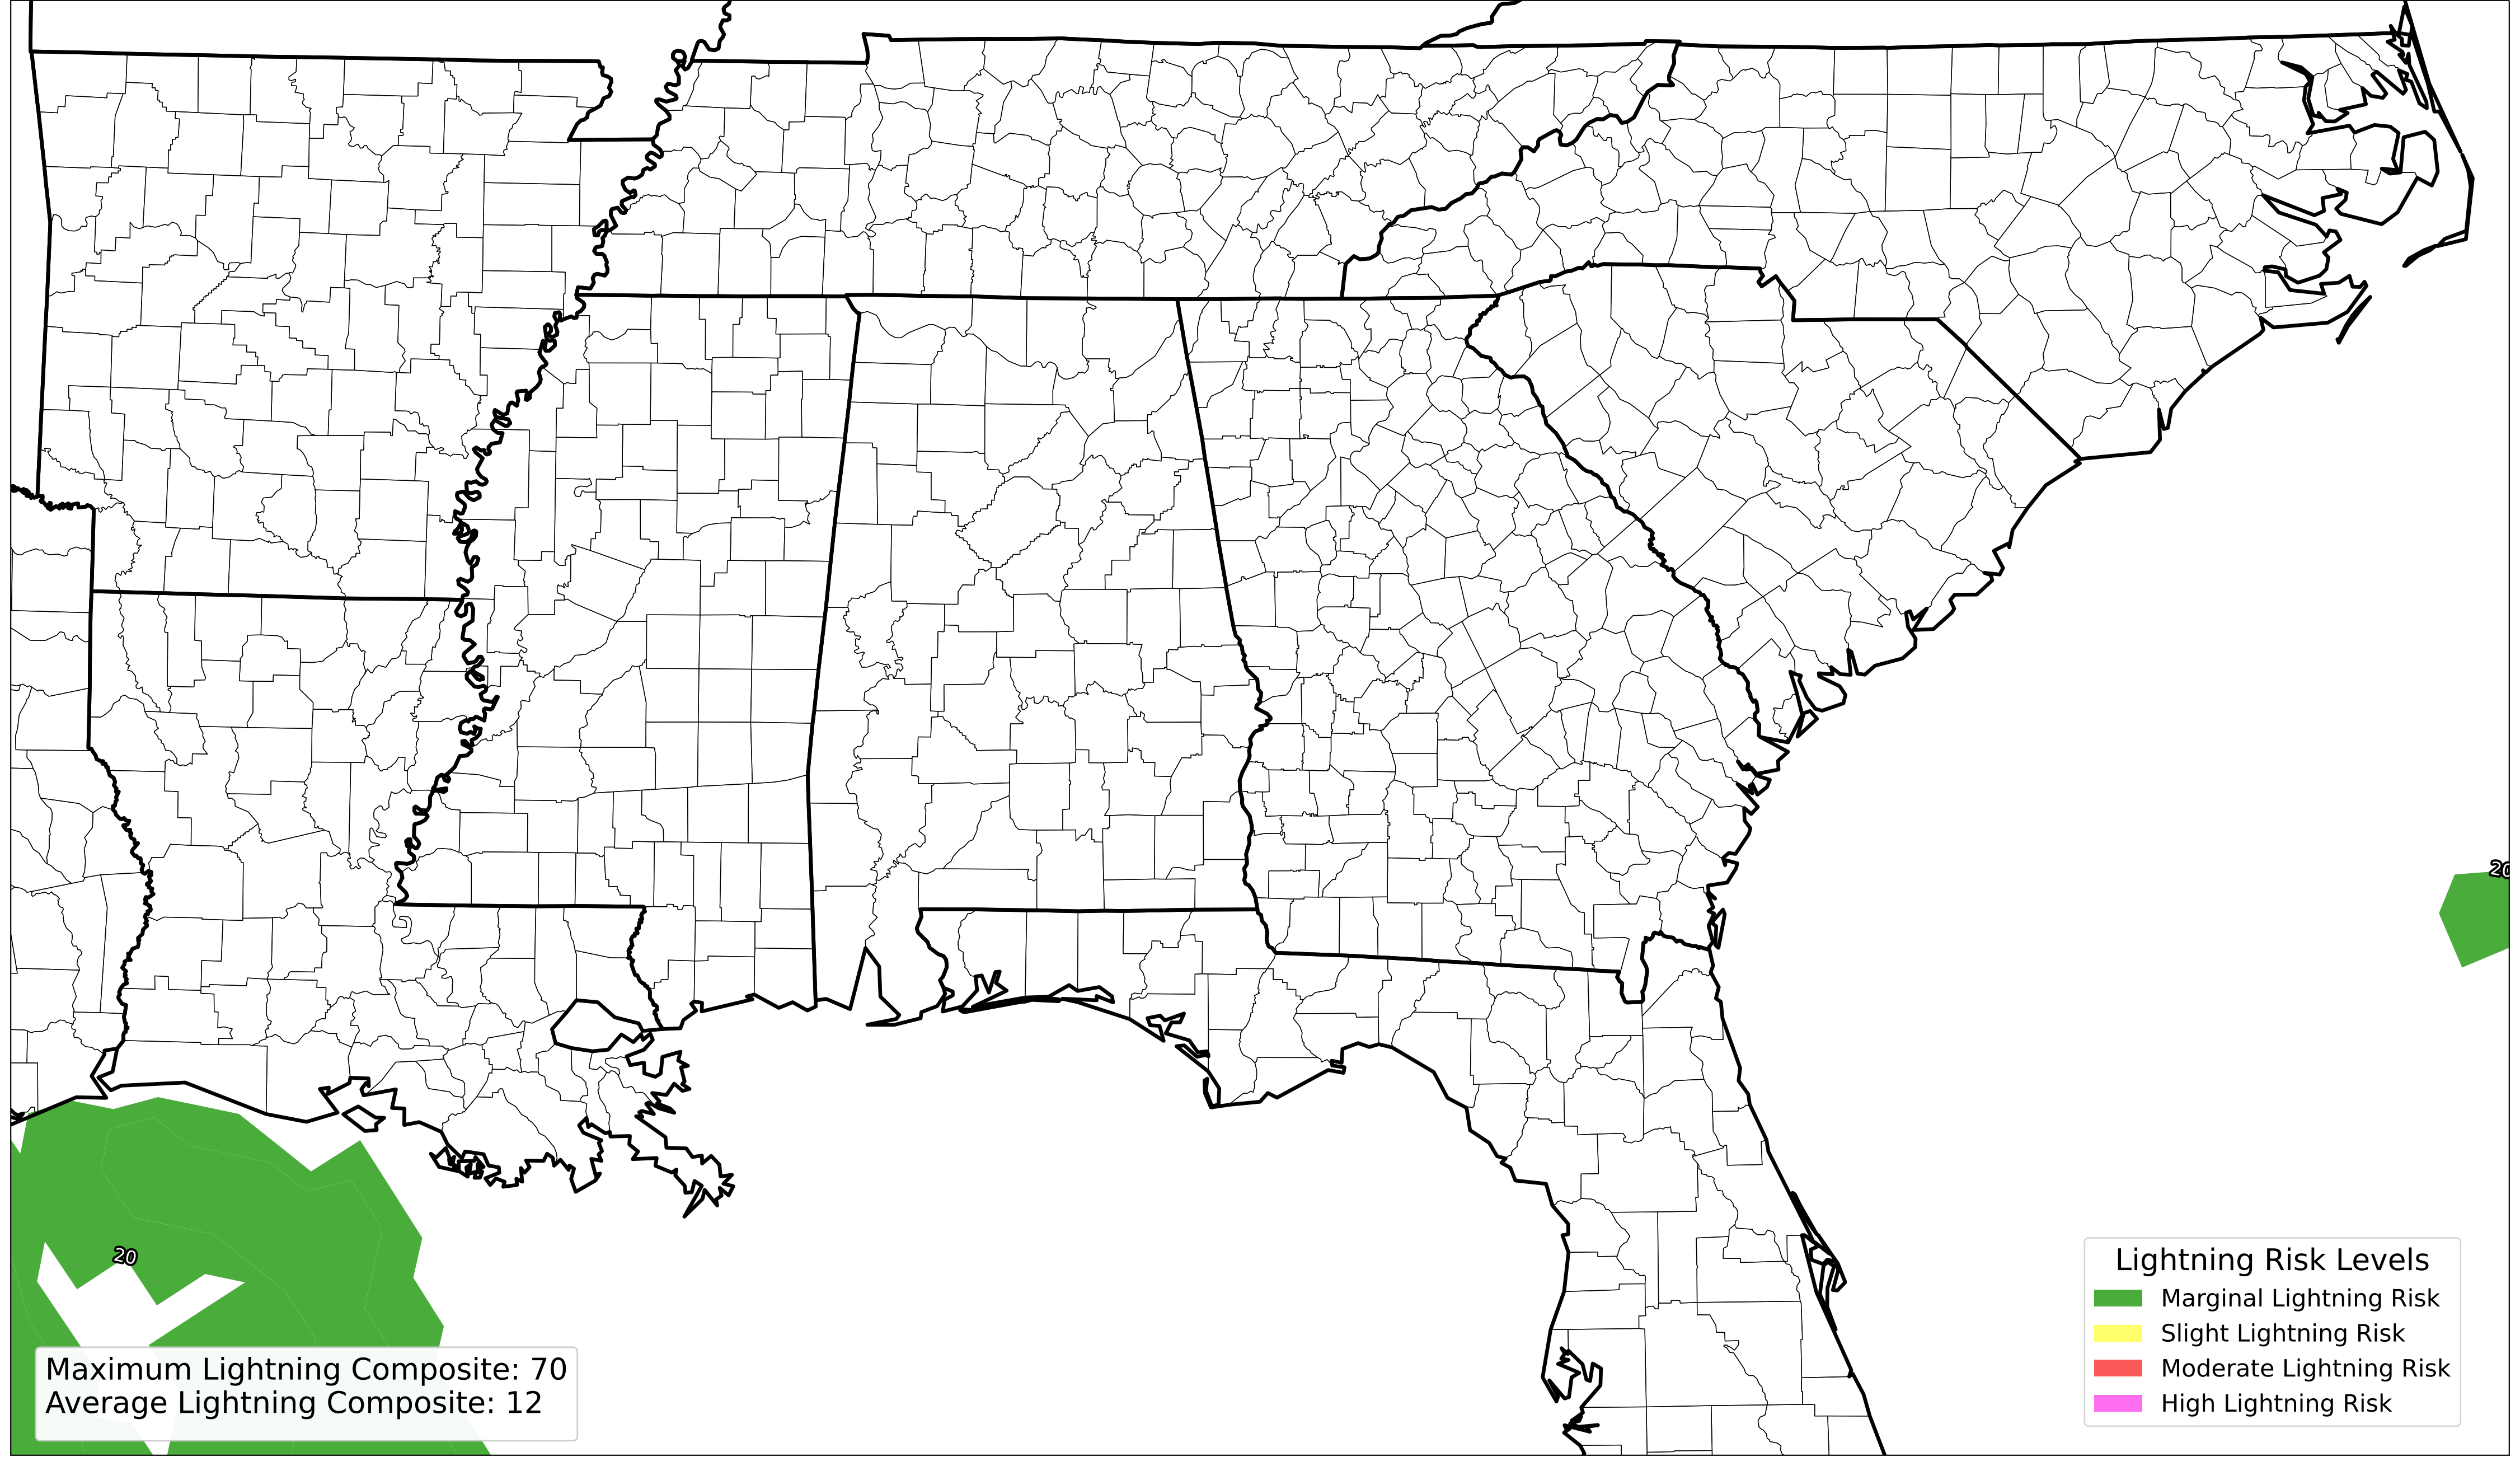 20
20
Lightning Risk Levels
Marginal Lightning Risk
Slight Lightning Risk
Moderate Lightning Risk
High Lightning Risk
Maximum Lightning Composite: 70
Average Lightning Composite: 12